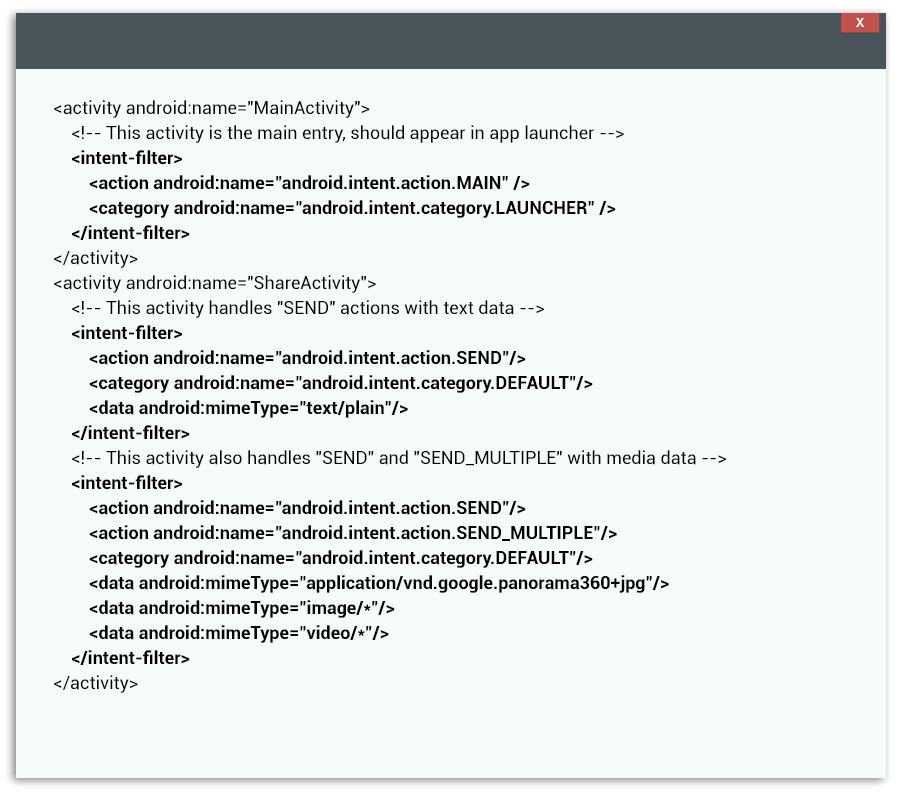 X
<activity android:name="MainActivity">
<!-- This activity is the main entry, should appear in app launcher -->
<intent-filter>
<action android:name="android.intent.action.MAIN" />
<category android:name="android.intent.category.LAUNCHER" />
</intent-filter>
</activity>
<activity android:name="ShareActivity">
<!-- This activity handles "SEND" actions with text data -->
<intent-filter>
<action android:name="android.intent.action.SEND"/>
<category android:name="android.intent.category.DEFAULT"/>
<data android:mimeType="text/plain"/>
</intent-filter>
<!-- This activity also handles "SEND" and "SEND_MULTIPLE" with media data -->
<intent-filter>
<action android:name="android.intent.action.SEND"/>
<action android:name="android.intent.action.SEND_MULTIPLE"/>
<category android:name="android.intent.category.DEFAULT"/>
<data android:mimeType="application/vnd.google.panorama360+jpg"/>
<data android:mimeType="image/*"/>
<data android:mimeType="video/*"/>
</intent-filter>
</activity>